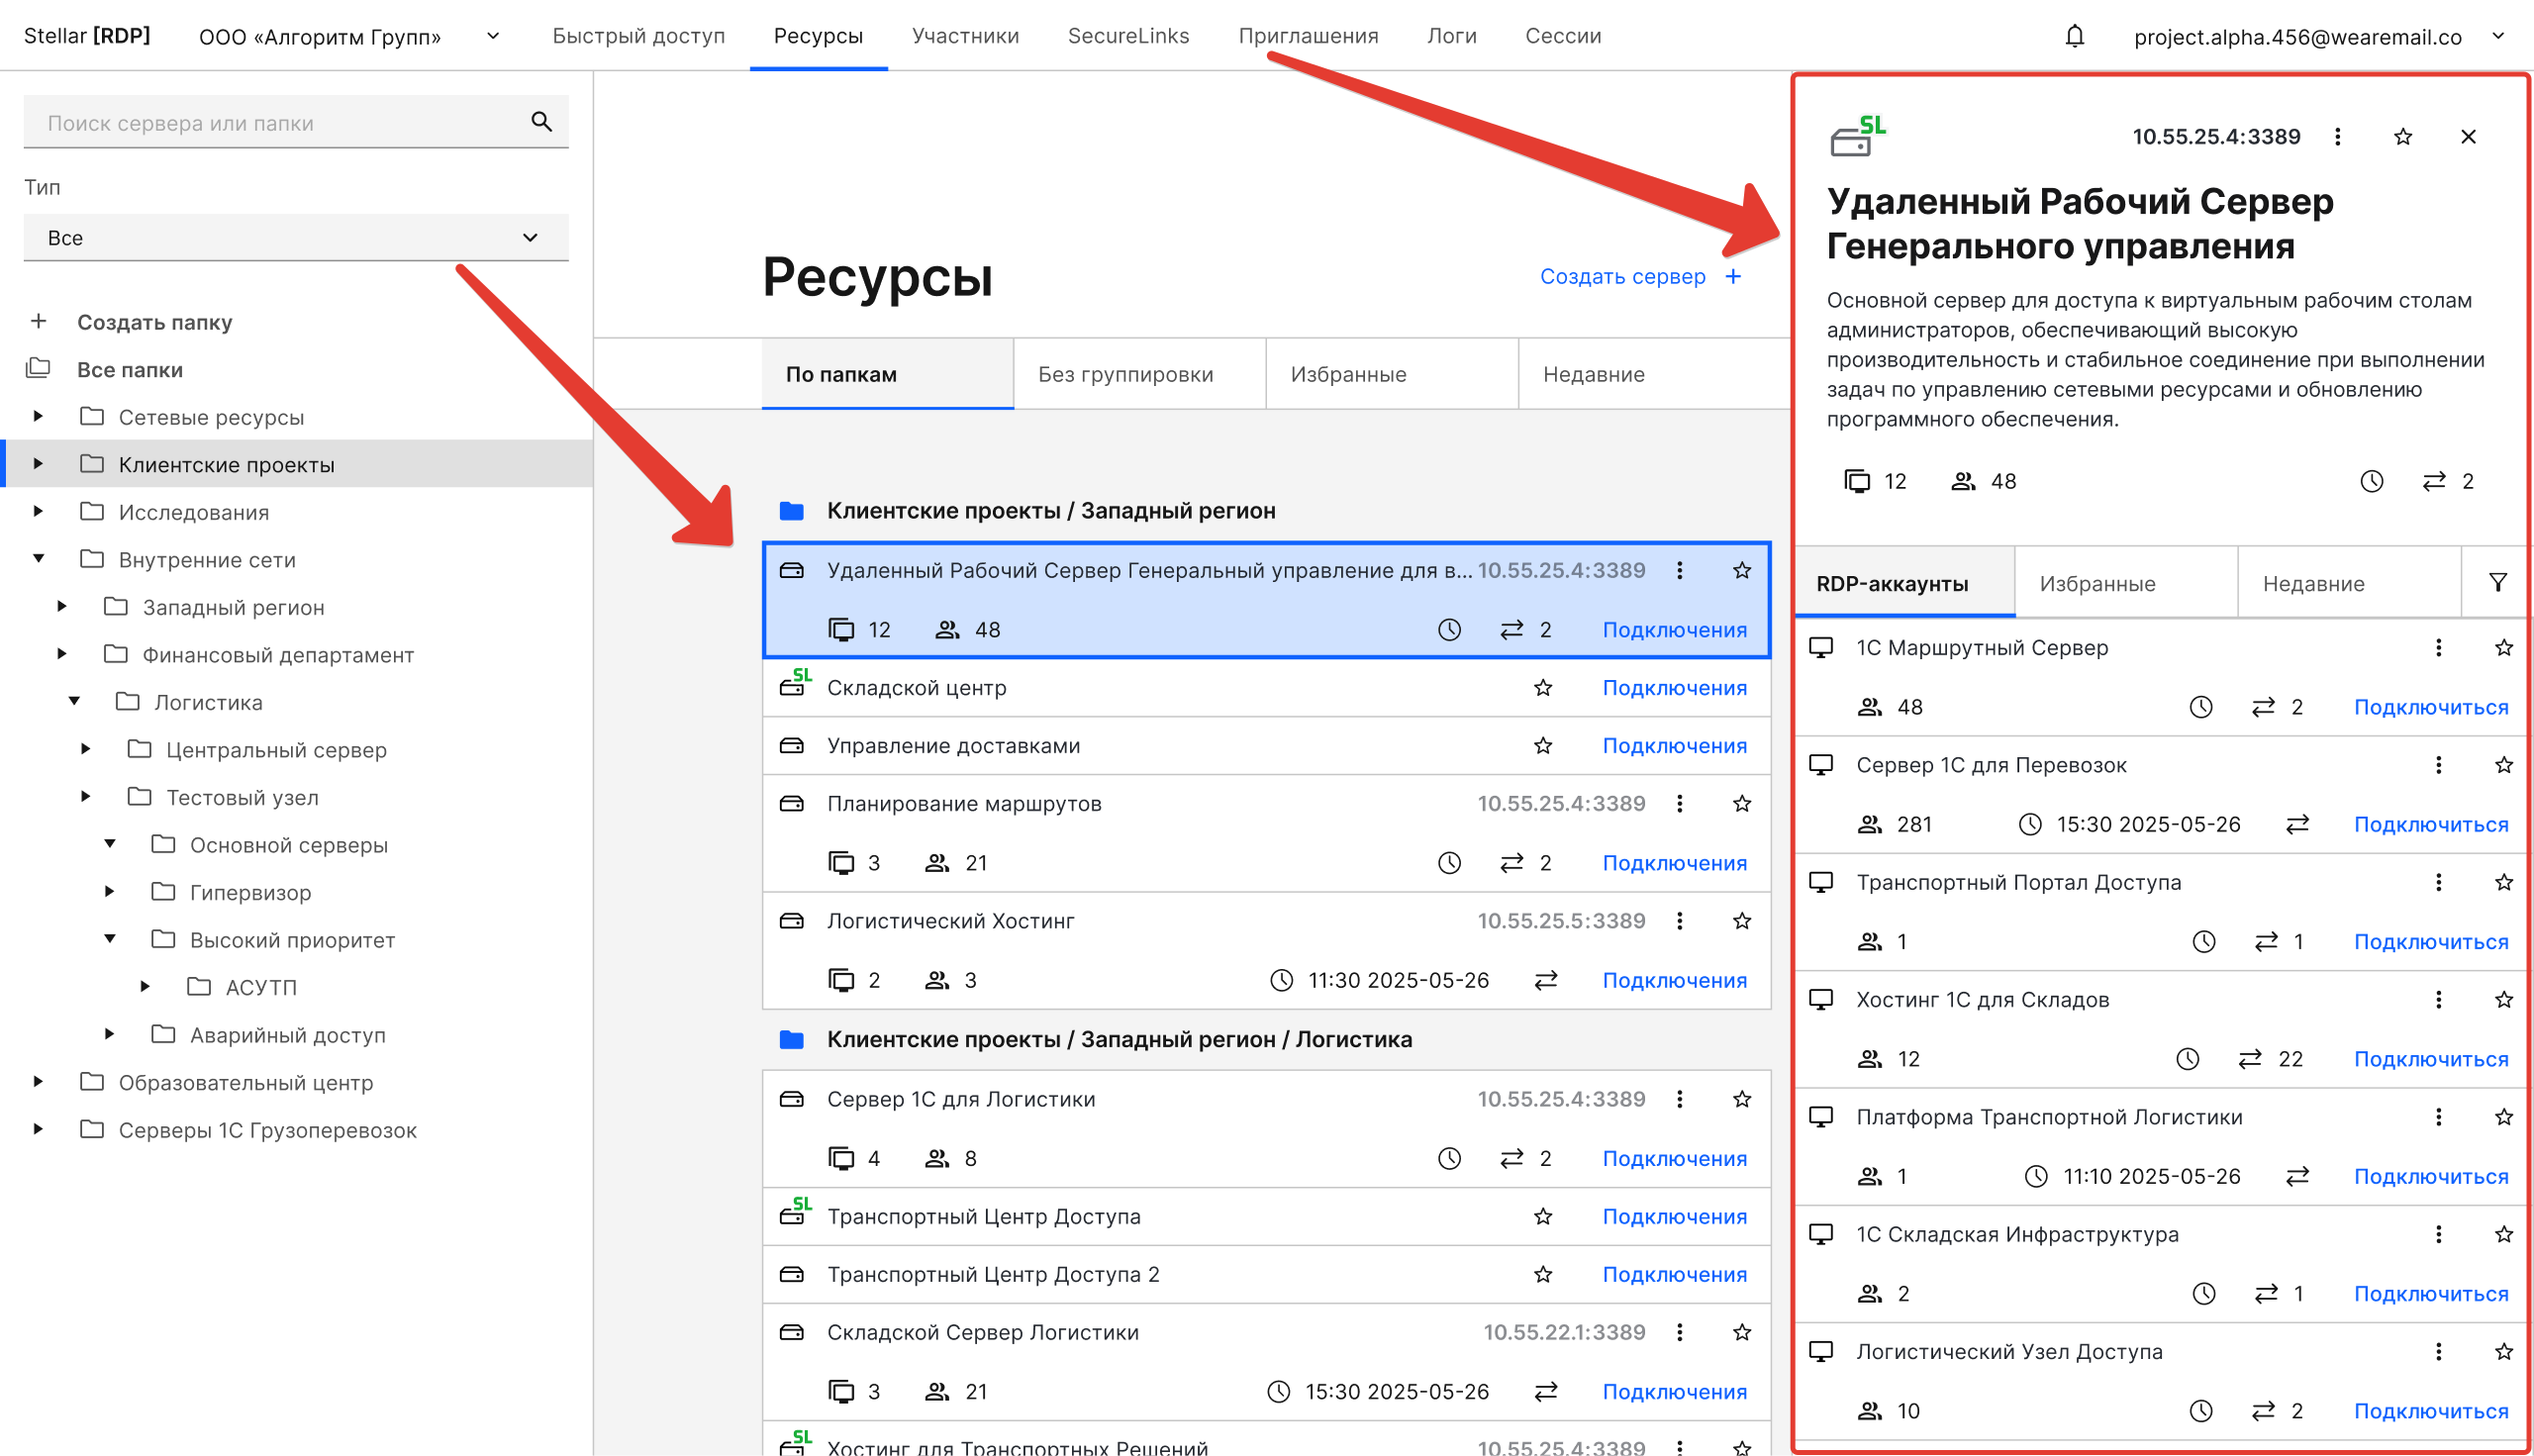 Stellar [RDP]
ООО «Алгоритм Групп»
Быстрый доступ
Ресурсы
Участники
SecureLinks
Приглашения
Логи
Сессии
project.alpha.456@wearemail.co
Поиск сервера или папки
Тип
Все
Создать папку
Все папки
Сетевые ресурсы
Клиентские проекты
Исследования
Внутренние сети
Западный регион
Финансовый департамент
Логистика
Центральный сервер
Тестовый узел
Основной серверы
Гипервизор
Высокий приоритет
АСУТП
Аварийный доступ
Образовательный центр
Серверы 1С Грузоперевозок
Ресурсы
Создать сервер +
По папкам
Без группировки
Избранные
Недавние
Клиентские проекты / Западный регион
Удаленный Рабочий Сервер Генеральный управление для в... 10.55.25.4:3389
12 48 2 Подключения
SL Складской центр Подключения
Управление доставками Подключения
Планирование маршрутов 10.55.25.4:3389
3 21 2 Подключения
Логистический Хостинг 10.55.25.5:3389
2 3 11:30 2025-05-26 Подключения
Клиентские проекты / Западный регион / Логистика
Сервер 1С для Логистики 10.55.25.4:3389
4 8 2 Подключения
SL Транспортный Центр Доступа Подключения
Транспортный Центр Доступа 2 Подключения
Складской Сервер Логистики 10.55.22.1:3389
3 21 15:30 2025-05-26 Подключения
SL Хостинг для Транспортных Решений 10.55.25.4:3389
SL 10.55.25.4:3389
Удаленный Рабочий Сервер
Генерального управления
Основной сервер для доступа к виртуальным рабочим столам
администраторов, обеспечивающий высокую
производительность и стабильное соединение при выполнении
задач по управлению сетевыми ресурсами и обновлению
программного обеспечения.
12 48 2
RDP-аккаунты
Избранные
Недавние
1С Маршрутный Сервер
48 2 Подключиться
Сервер 1С для Перевозок
281 15:30 2025-05-26 Подключиться
Транспортный Портал Доступа
1 1 Подключиться
Хостинг 1С для Складов
12 22 Подключиться
Платформа Транспортной Логистики
1 11:10 2025-05-26 Подключиться
1С Складская Инфраструктура
2 1 Подключиться
Логистический Узел Доступа
10 2 Подключиться